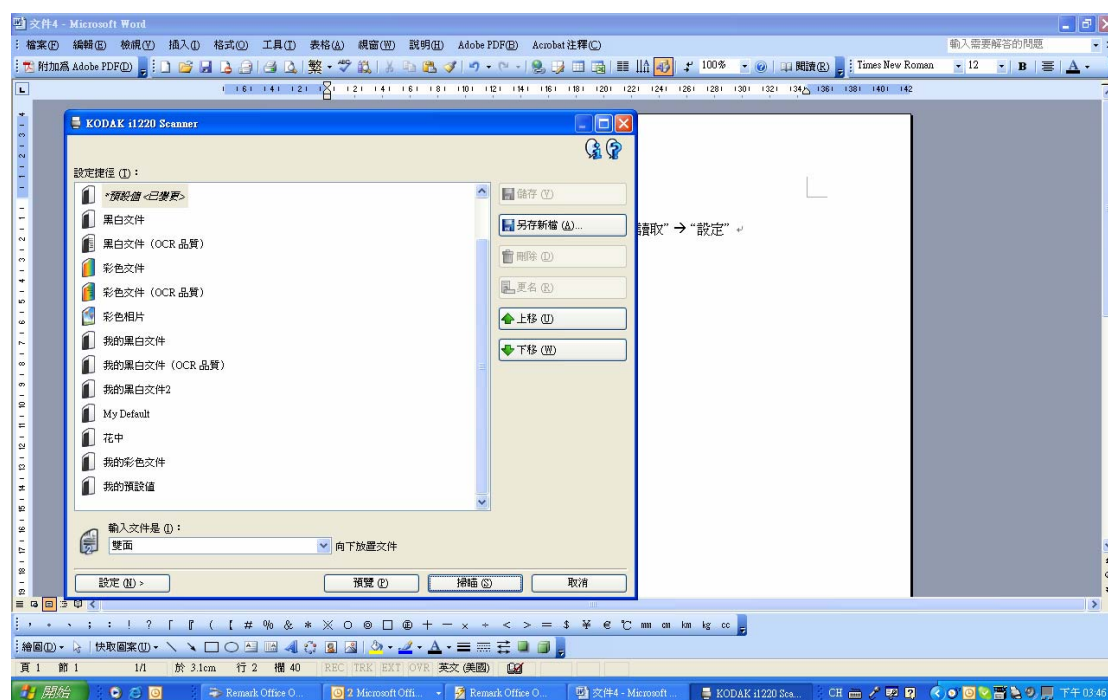 文件4 - Microsoft Word
檔案(F) 編輯(E) 檢視(V) 插入(I) 格式(O) 工具(T) 表格(A) 視窗(W) 說明(H) Adobe PDF(B) Acrobat 注釋(C) 輸入需要解答的問題
附加為 Adobe PDF(D) 繁 100% 閱讀(R) Times New Roman 12 B A
KODAK i1220 Scanner
設定捷徑 (T)：
*預設值 <已變更>
黑白文件
黑白文件（OCR 品質）
彩色文件
彩色文件（OCR 品質）
彩色相片
我的黑白文件
我的黑白文件（OCR 品質）
我的黑白文件2
My Default
花中
我的彩色文件
我的預設值
儲存 (V)
另存新檔 (A)...
刪除 (D)
更名 (R)
上移 (U)
下移 (W)
讀取” → “設定”
輸入文件是 (I)：
雙面 向下放置文件
設定 (N) > 預覽 (P) 掃瞄 (S) 取消
繪圖(D) 快取圖案(U)
頁 1 節 1 1/1 於 3.1cm 行 2 欄 40 REC TRK EXT OVR 英文 (美國)
開始 Remark Office O... 2 Microsoft Offi... Remark Office O... 文件4 - Microsoft ... KODAK i1220 Sca... CH 下午 03:46